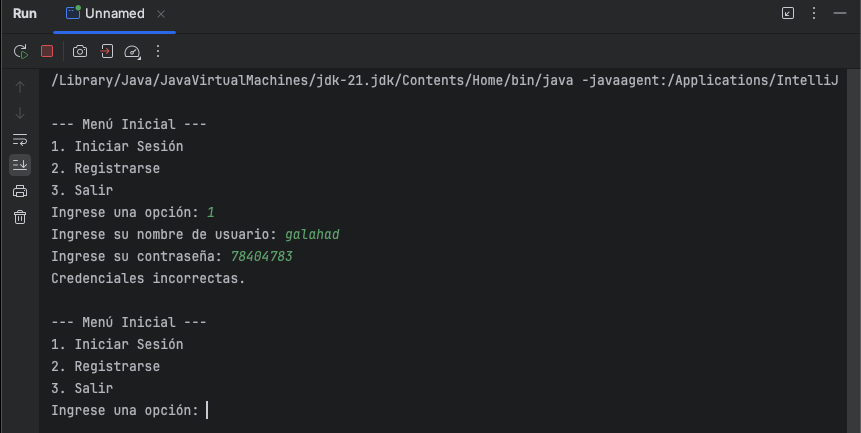 Run Unnamed
/Library/Java/JavaVirtualMachines/jdk-21.jdk/Contents/Home/bin/java -javaagent:/Applications/IntelliJ
--- Menú Inicial ---
1. Iniciar Sesión
2. Registrarse
3. Salir
Ingrese una opción: 1
Ingrese su nombre de usuario: galahad
Ingrese su contraseña: 78404783
Credenciales incorrectas.
--- Menú Inicial ---
1. Iniciar Sesión
2. Registrarse
3. Salir
Ingrese una opción: